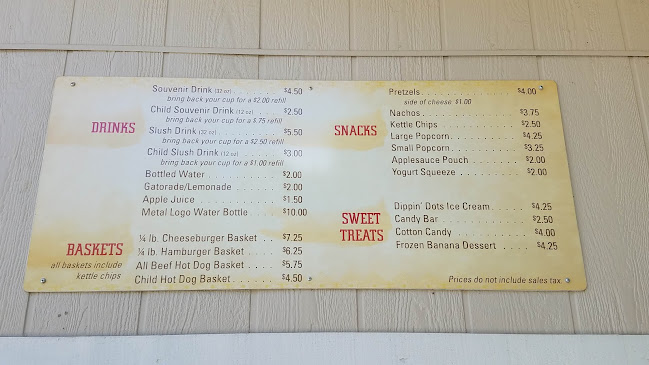 DRINKS
Souvenir Drink (32 oz) . . . . . . . $4.50
bring back your cup for a $2.00 refill
Child Souvenir Drink (12 oz) . . . . . $2.50
bring back your cup for a $.75 refill
Slush Drink (32 oz) . . . . . . . . $5.50
bring back your cup for a $2.50 refill
Child Slush Drink (12 oz) . . . . . . $3.00
bring back your cup for a $1.00 refill
Bottled Water . . . . . . . . . . . $2.00
Gatorade/Lemonade . . . . . . . $2.00
Apple Juice . . . . . . . . . . . . $1.50
Metal Logo Water Bottle . . . . . $10.00
BASKETS
all baskets include
kettle chips
¼ lb. Cheeseburger Basket . . . $7.25
¼ lb. Hamburger Basket . . . . . $6.25
All Beef Hot Dog Basket . . . . . $5.75
Child Hot Dog Basket . . . . . . . $4.50
SNACKS
Pretzels . . . . . . . . . . . . . $4.00
side of cheese $1.00
Nachos . . . . . . . . . . . . . . $3.75
Kettle Chips . . . . . . . . . . . $2.50
Large Popcorn . . . . . . . . . . $4.25
Small Popcorn . . . . . . . . . . $3.25
Applesauce Pouch . . . . . . . . $2.00
Yogurt Squeeze . . . . . . . . . $2.00
SWEET
TREATS
Dippin' Dots Ice Cream . . . . . $4.25
Candy Bar . . . . . . . . . . . . $2.50
Cotton Candy . . . . . . . . . . $4.00
Frozen Banana Dessert . . . . . $4.25
Prices do not include sales tax.